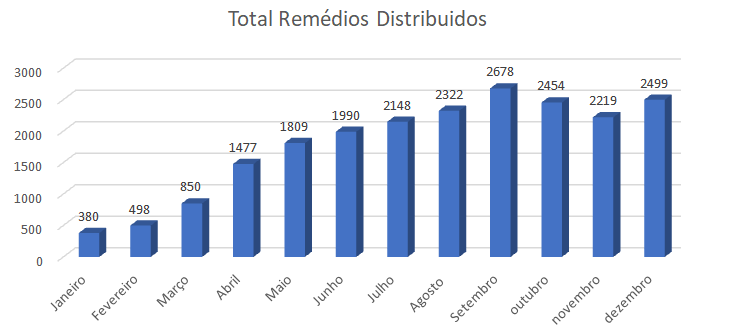 Total Remédios Distribuidos
3000
2500
2000
1500
1000
500
0
380
498
850
1477
1809
1990
2148
2322
2678
2454
2219
2499
Janeiro
Fevereiro
Março
Abril
Maio
Junho
Julho
Agosto
Setembro
outubro
novembro
dezembro